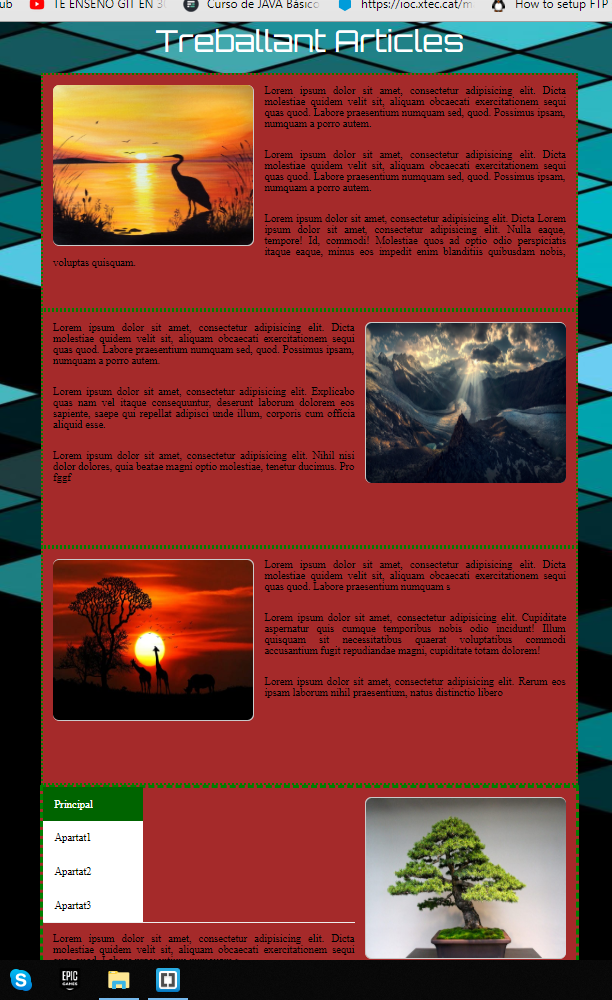 ub
TE ENSEÑO GIT EN 30
Curso de JAVA Básico
https://ioc.xtec.cat/m
How to setup FTP
Treballant Articles
Lorem ipsum dolor sit amet, consectetur adipisicing elit. Dicta
molestiae quidem velit sit, aliquam obcaecati exercitationem sequi
quas quod. Labore praesentium numquam sed, quod. Possimus ipsam,
numquam a porro autem.
Lorem ipsum dolor sit amet, consectetur adipisicing elit. Dicta
molestiae quidem velit sit, aliquam obcaecati exercitationem sequi
quas quod. Labore praesentium numquam sed, quod. Possimus ipsam,
numquam a porro autem.
Lorem ipsum dolor sit amet, consectetur adipisicing elit. Dicta Lorem
ipsum dolor sit amet, consectetur adipisicing elit. Nulla eaque,
tempore! Id, commodi! Molestiae quos ad optio odio perspiciatis
itaque eaque, minus eos impedit enim blanditiis quibusdam nobis,
voluptas quisquam.
Lorem ipsum dolor sit amet, consectetur adipisicing elit. Dicta
molestiae quidem velit sit, aliquam obcaecati exercitationem sequi
quas quod. Labore praesentium numquam sed, quod. Possimus ipsam,
numquam a porro autem.
Lorem ipsum dolor sit amet, consectetur adipisicing elit. Explicabo
quas nam vel itaque consequuntur, deserunt laborum dolorem eos
sapiente, saepe qui repellat adipisci unde illum, corporis cum officia
aliquid esse.
Lorem ipsum dolor sit amet, consectetur adipisicing elit. Nihil nisi
dolor dolores, quia beatae magni optio molestiae, tenetur ducimus. Pro
fggf
Lorem ipsum dolor sit amet, consectetur adipisicing elit. Dicta
molestiae quidem velit sit, aliquam obcaecati exercitationem sequi
quas quod. Labore praesentium numquam s
Lorem ipsum dolor sit amet, consectetur adipisicing elit. Cupiditate
aspernatur quis cumque temporibus nobis odio incidunt! Illum
quisquam sit necessitatibus quaerat voluptatibus commodi
accusantium fugit repudiandae magni, cupiditate totam dolorem!
Lorem ipsum dolor sit amet, consectetur adipisicing elit. Rerum eos
ipsam laborum nihil praesentium, natus distinctio libero
Principal
Apartat1
Apartat2
Apartat3
Lorem ipsum dolor sit amet, consectetur adipisicing elit. Dicta
molestiae quidem velit sit, aliquam obcaecati exercitationem sequi
EPIC
GAMES